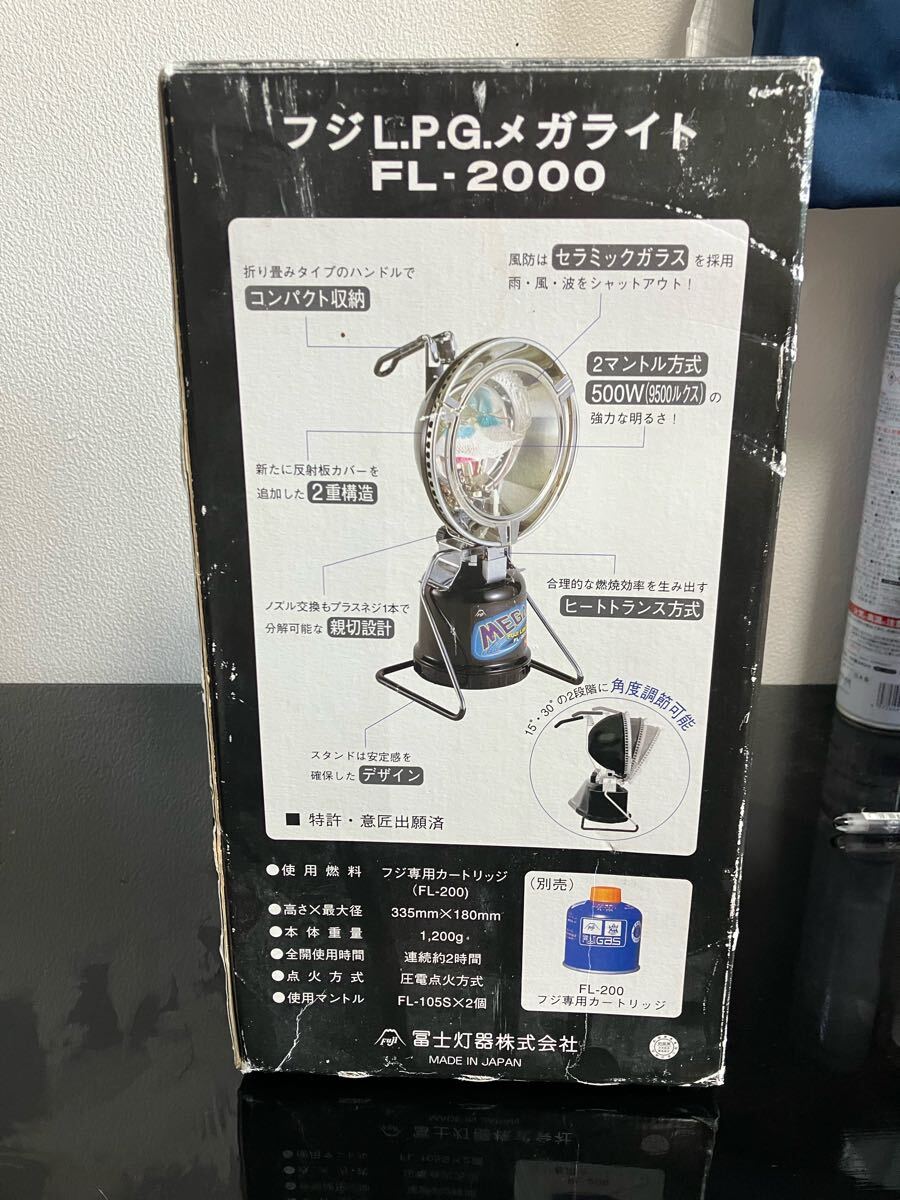 フジL.P.G.メガライト
FL-2000
折り畳みタイプのハンドルで
コンパクト収納
風防は セラミックガラス を採用
雨・風・波をシャットアウト！
2マントル方式
500W(9500ルクス)の
強力な明るさ！
新たに反射板カバーを
追加した 2重構造
ノズル交換もプラスネジ1本で
分解可能な 親切設計
合理的な燃焼効率を生み出す
ヒートトランス方式
MEGA
15°・30°の2段階に角度調節可能
スタンドは安定感を
確保した デザイン
■ 特許・意匠出願済
●使用燃料 フジ専用カートリッジ
(FL-200)
●高さ×最大径 335mm×180mm
●本体重量 1,200g
●全開使用時間 連続約2時間
●点火方式 圧電点火方式
●使用マントル FL-105S×2個
(別売)
Gas
FL-200
フジ専用カートリッジ
FUJI 冨士灯器株式会社
MADE IN JAPAN